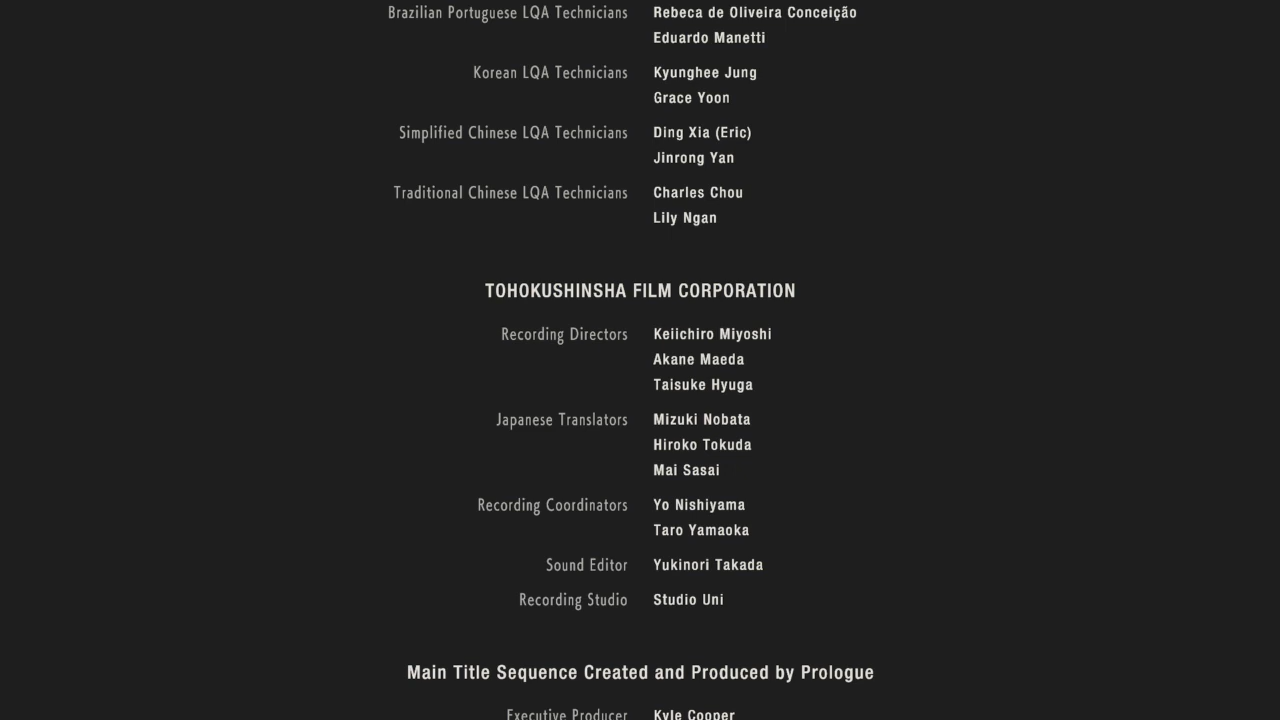 Brazilian Portuguese LQA Technicians Rebeca de Oliveira Conceição
Eduardo Manetti
Korean LQA Technicians Kyunghee Jung
Grace Yoon
Simplified Chinese LQA Technicians Ding Xia (Eric)
Jinrong Yan
Traditional Chinese LQA Technicians Charles Chou
Lily Ngan
TOHOKUSHINSHA FILM CORPORATION
Recording Directors Keiichiro Miyoshi
Akane Maeda
Taisuke Hyuga
Japanese Translators Mizuki Nobata
Hiroko Tokuda
Mai Sasai
Recording Coordinators Yo Nishiyama
Taro Yamaoka
Sound Editor Yukinori Takada
Recording Studio Studio Uni
Main Title Sequence Created and Produced by Prologue
Executive Producer Kyle Cooper